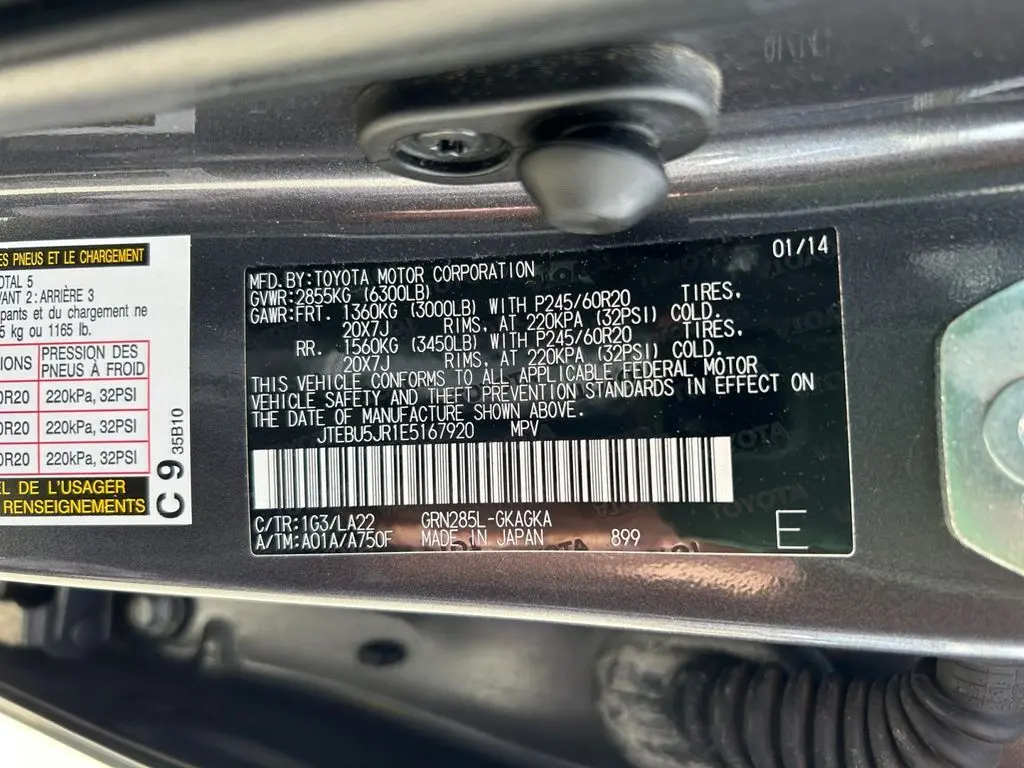 ES PNEUS ET LE CHARGEMENT
OTAL 5
VANT 2: ARRIÈRE 3
pants et du chargement ne
5 kg ou 1165 lb.
IONS PRESSION DES PNEUS À FROID
0R20 220kPa, 32PSI
0R20 220kPa, 32PSI
0R20 220kPa, 32PSI
EL DE L'USAGER
RENSEIGNEMENTS
C 9 35B10
01/14
MFD. BY: TOYOTA MOTOR CORPORATION
GVWR: 2855KG (6300LB)
GAWR: FRT. 1360KG (3000LB) WITH P245/60R20 TIRES,
20X7J RIMS, AT 220KPA (32PSI) COLD.
RR. 1560KG (3450LB) WITH P245/60R20 TIRES,
20X7J RIMS, AT 220KPA (32PSI) COLD.
THIS VEHICLE CONFORMS TO ALL APPLICABLE FEDERAL MOTOR
VEHICLE SAFETY AND THEFT PREVENTION STANDARDS IN EFFECT ON
THE DATE OF MANUFACTURE SHOWN ABOVE.
JTEBU5JR1E5167920 MPV
C/TR: 1G3/LA22 GRN285L-GKAGKA
A/TM: A01A/A750F MADE IN JAPAN 899
E